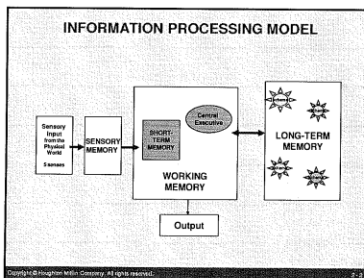 INFORMATION PROCESSING MODEL
Sensory
Input
from the
Physical
World
5 senses
SENSORY
MEMORY
SHORT-
TERM
MEMORY
Central
Executive
WORKING
MEMORY
Output
LONG-TERM
MEMORY
Copyright © Houghton Mifflin Company. All rights reserved.